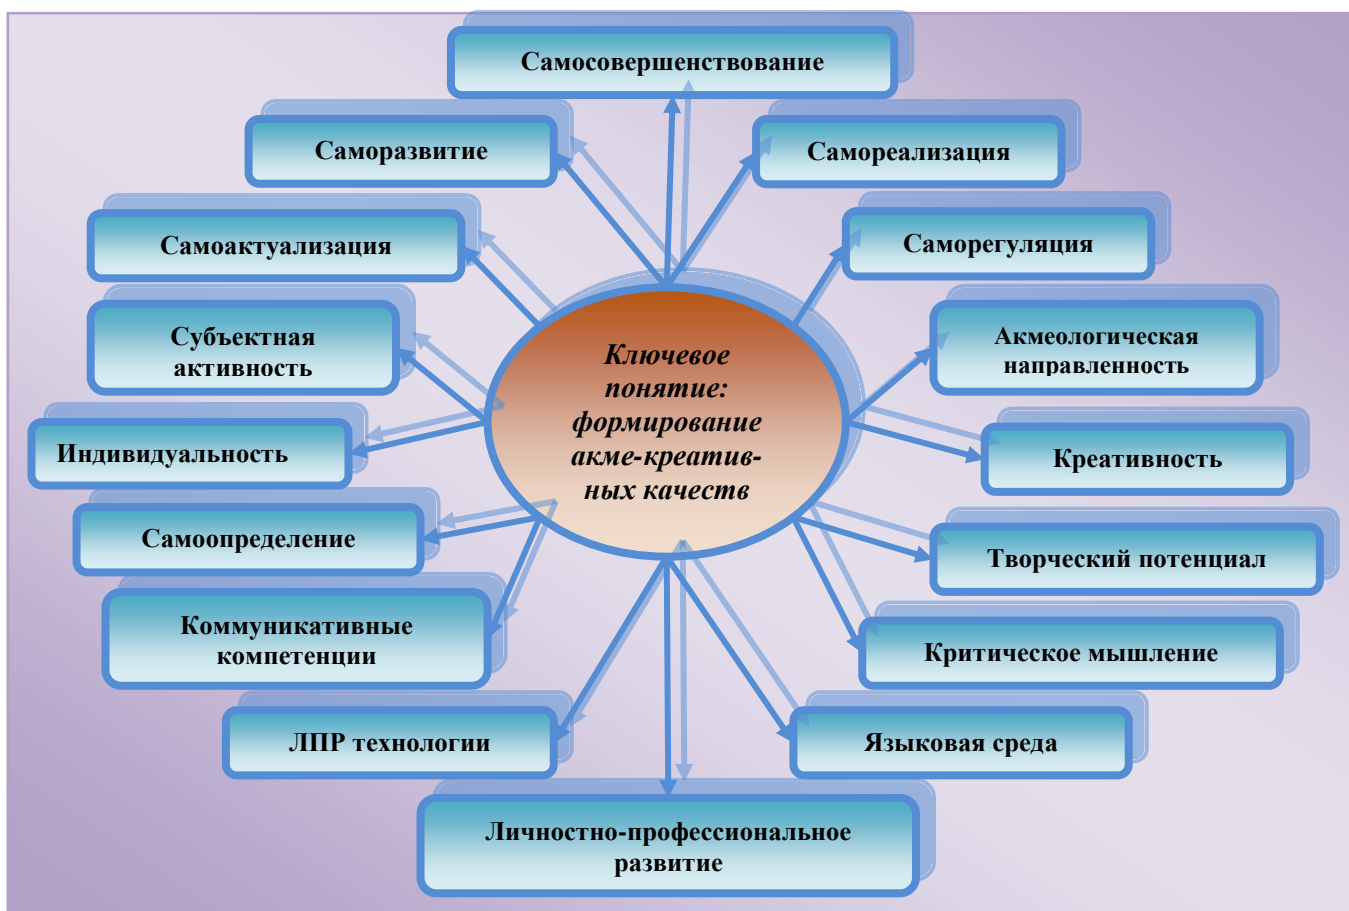 Самосовершенствование
Саморазвитие
Самореализация
Самоактуализация
Саморегуляция
Субъектная
активность
Акмеологическая
направленность
Ключевое
понятие:
формирование
акме-креатив-
ных качеств
Индивидуальность
Креативность
Самоопределение
Творческий потенциал
Коммуникативные
компетенции
Критическое мышление
ЛПР технологии
Языковая среда
Личностно-профессиональное
развитие